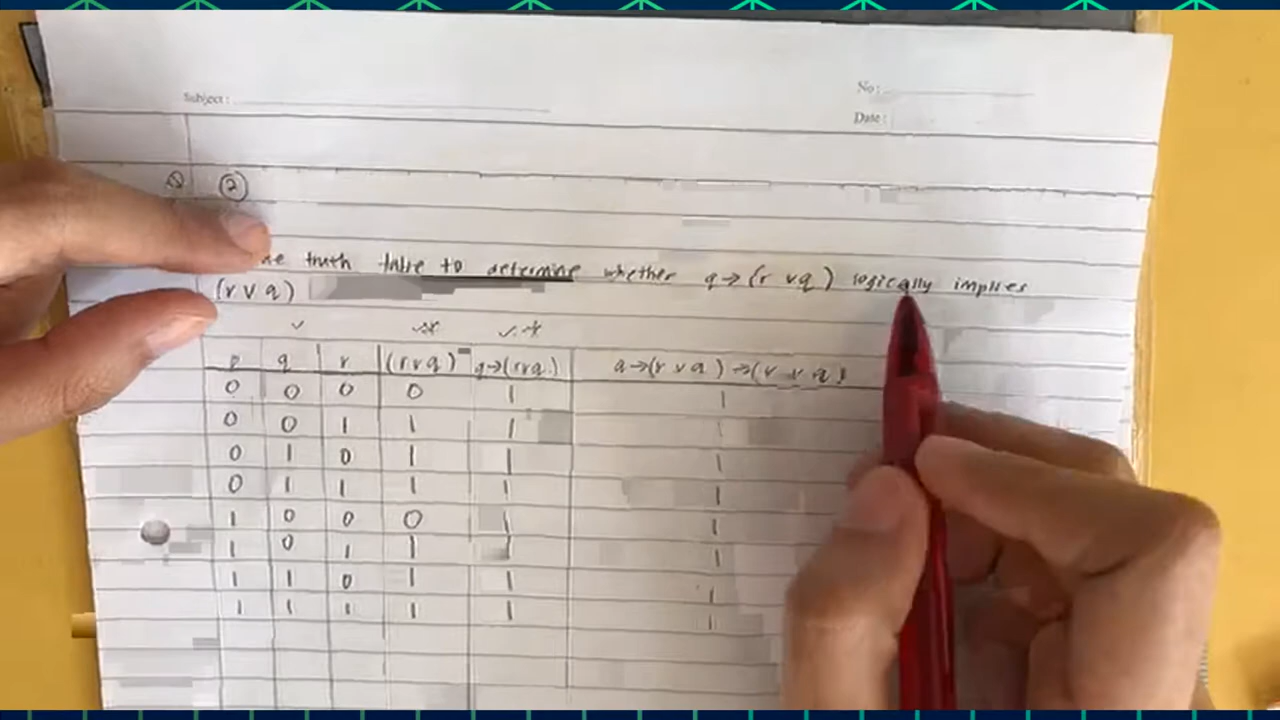 Subject :
No :
Date :
②
truth table to determine whether q→(r ∨q) logically implies
(r ∨ q)
p q r (r∨q) q→(r∨q) q→(r ∨ q) →(r ∨ q)
0 0 0 0 1 1
0 0 1 1 1 1
0 1 0 1 1 1
0 1 1 1 1 1
1 0 0 0 1 1
1 0 1 1 1 1
1 1 0 1 1 1
1 1 1 1 1 1